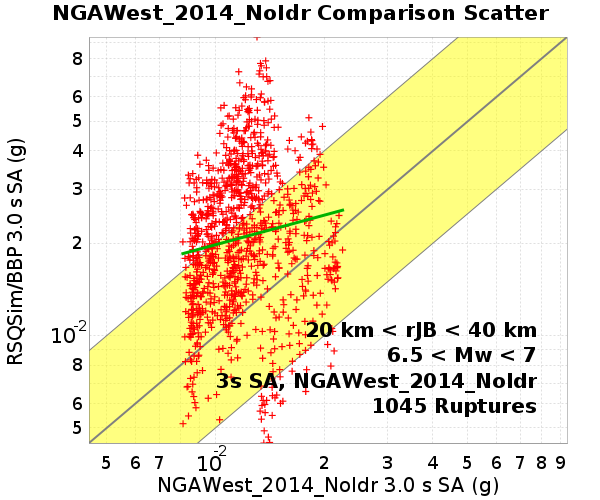 NGAWest_2014_NoIdr Comparison Scatter
RSQSim/BBP 3.0 s SA (g)
8
6
5
4
3
2
10-2
8
6
5
20 km < rJB < 40 km
6.5 < Mw < 7
3s SA, NGAWest_2014_NoIdr
1045 Ruptures
5 6 7 10-2 2 3 4 5 6 7 8 9
NGAWest_2014_NoIdr 3.0 s SA (g)